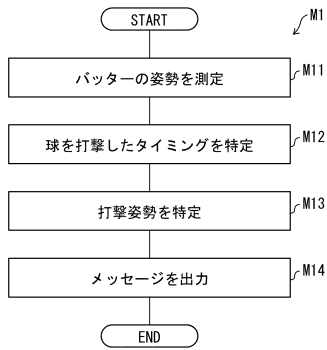 START
M1
バッターの姿勢を測定
M11
球を打撃したタイミングを特定
M12
打撃姿勢を特定
M13
メッセージを出力
M14
END